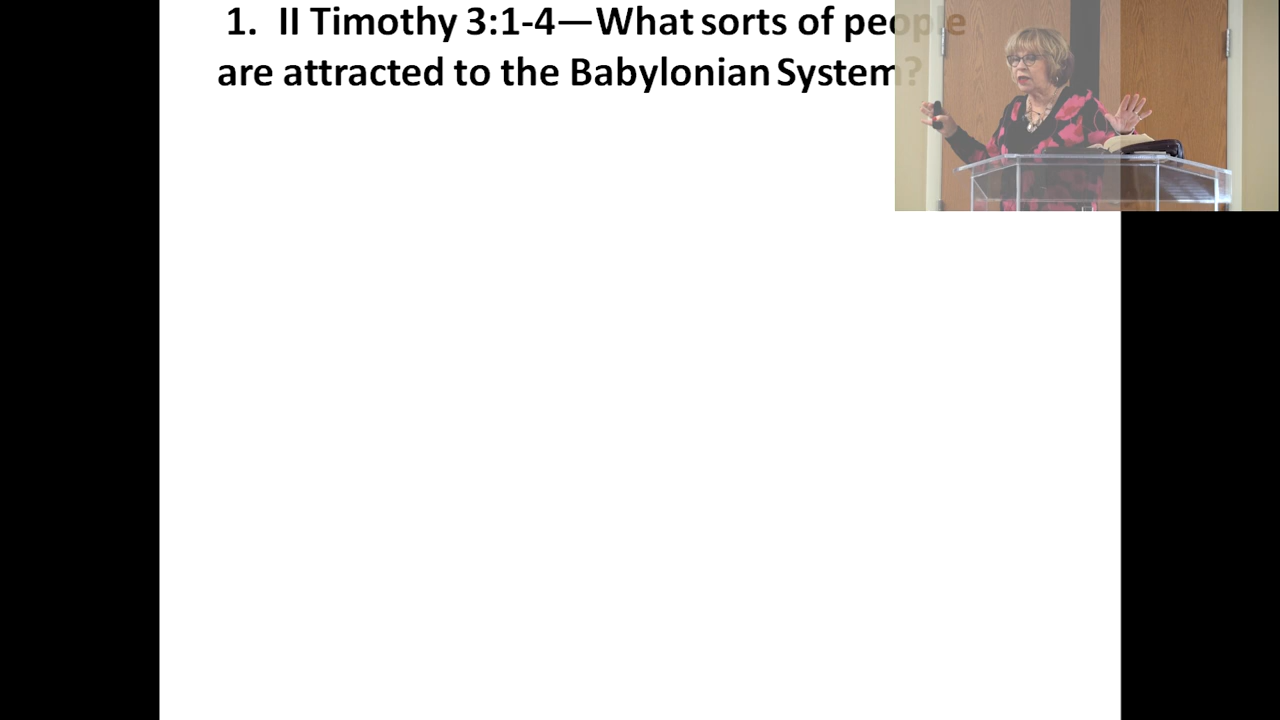 1. II Timothy 3:1-4—What sorts of people
are attracted to the Babylonian System?